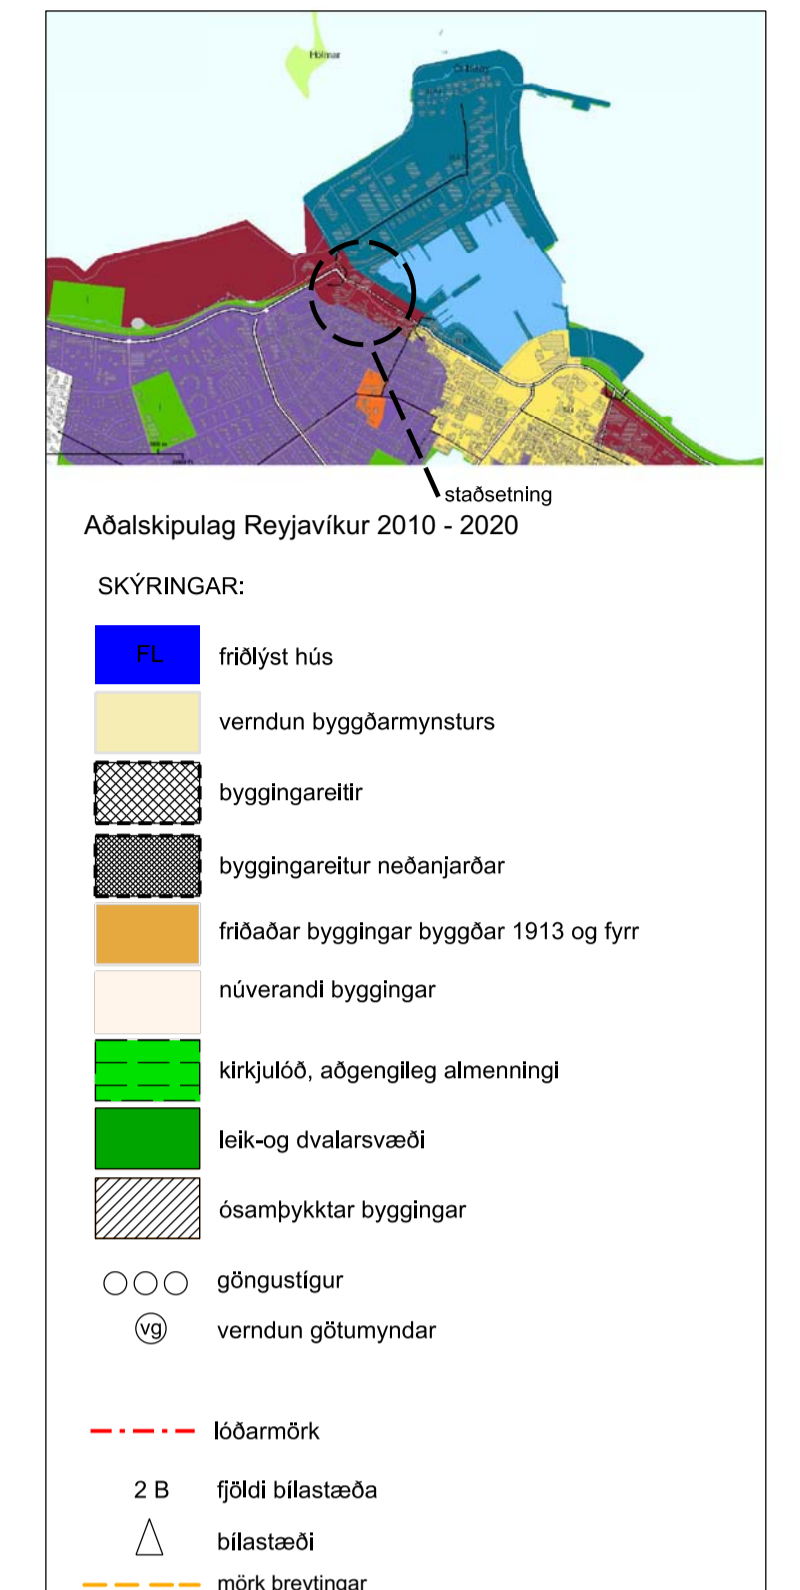 Hólmar
staðsetning
Aðalskipulag Reyjavíkur 2010 - 2020
SKÝRINGAR:
FL friðlýst hús
verndun byggðarmynsturs
byggingareitir
byggingareitur neðanjarðar
friðaðar byggingar byggðar 1913 og fyrr
núverandi byggingar
kirkjulóð, aðgengileg almenningi
leik-og dvalarsvæði
ósamþykktar byggingar
göngustígur
vg verndun götumyndar
lóðarmörk
2 B fjöldi bílastæða
bílastæði
mörk breytingar